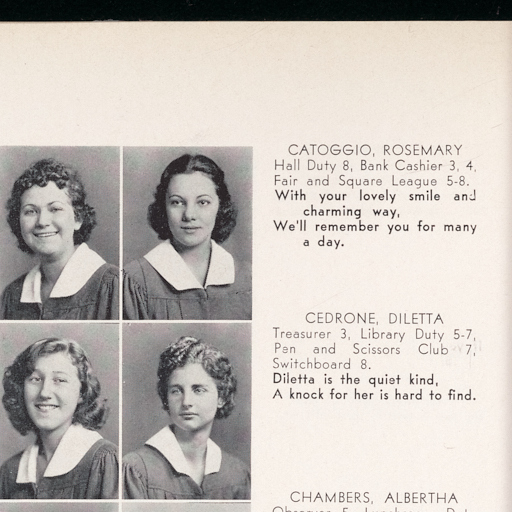 CATOGGIO, ROSEMARY
Hall Duty 8, Bank Cashier 3, 4,
Fair and Square League 5-8.
With your lovely smile and
charming way,
We'll remember you for many
a day.
CEDRONE, DILETTA
Treasurer 3, Library Duty 5-7,
Pen and Scissors Club 7,
Switchboard 8.
Diletta is the quiet kind,
A knock for her is hard to find.
CHAMBERS, ALBERTHA